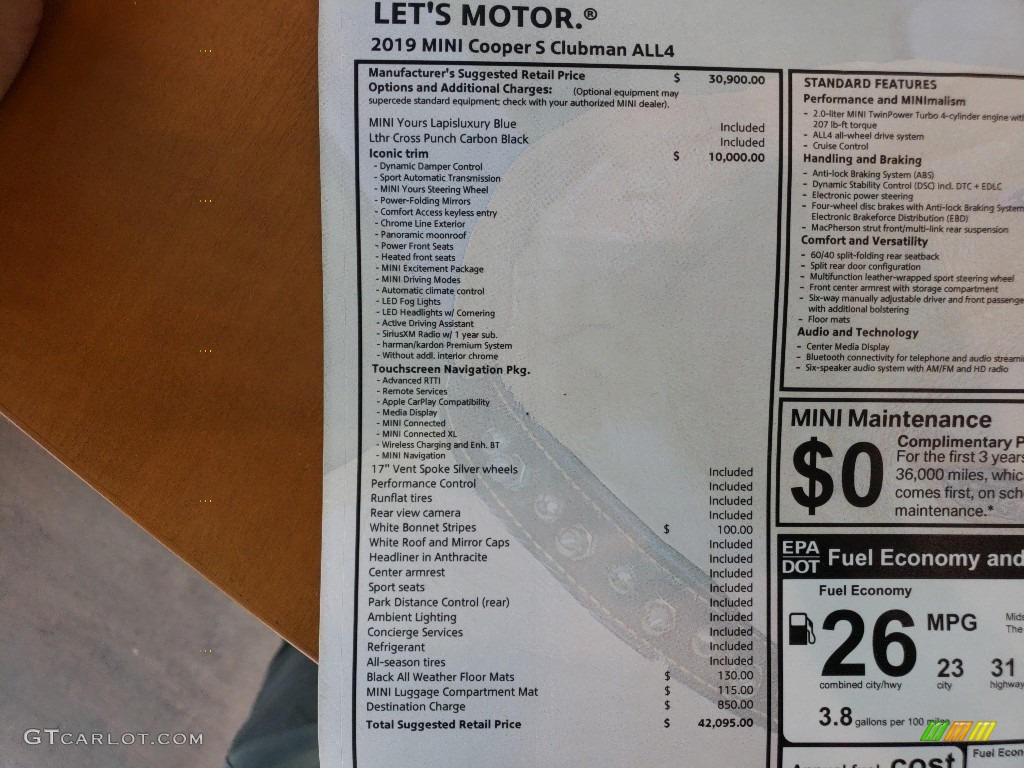 LET'S MOTOR.®
2019 MINI Cooper S Clubman ALL4
Manufacturer's Suggested Retail Price $ 30,900.00
Options and Additional Charges: (Optional equipment may
supercede standard equipment; check with your authorized MINI dealer).
MINI Yours Lapisluxury Blue Included
Lthr Cross Punch Carbon Black Included
Iconic trim $ 10,000.00
- Dynamic Damper Control
- Sport Automatic Transmission
- MINI Yours Steering Wheel
- Power-Folding Mirrors
- Comfort Access keyless entry
- Chrome Line Exterior
- Panoramic moonroof
- Power Front Seats
- Heated front seats
- MINI Excitement Package
- MINI Driving Modes
- Automatic climate control
- LED Fog Lights
- LED Headlights w/ Cornering
- Active Driving Assistant
- SiriusXM Radio w/ 1 year sub.
- harman/kardon Premium System
- Without addl. interior chrome
Touchscreen Navigation Pkg.
- Advanced RTTI
- Remote Services
- Apple CarPlay Compatibility
- Media Display
- MINI Connected
- MINI Connected XL
- Wireless Charging and Enh. BT
- MINI Navigation
17" Vent Spoke Silver wheels Included
Performance Control Included
Runflat tires Included
Rear view camera Included
White Bonnet Stripes $ 100.00
White Roof and Mirror Caps Included
Headliner in Anthracite Included
Center armrest Included
Sport seats Included
Park Distance Control (rear) Included
Ambient Lighting Included
Concierge Services Included
Refrigerant Included
All-season tires Included
Black All Weather Floor Mats $ 130.00
MINI Luggage Compartment Mat $ 115.00
Destination Charge $ 850.00
Total Suggested Retail Price $ 42,095.00
STANDARD FEATURES
Performance and MINImalism
- 2.0-liter MINI TwinPower Turbo 4-cylinder engine with
207 lb-ft torque
- ALL4 all-wheel drive system
- Cruise Control
Handling and Braking
- Anti-lock Braking System (ABS)
- Dynamic Stability Control (DSC) incl. DTC + EDLC
- Electronic power steering
- Four-wheel disc brakes with Anti-lock Braking System
Electronic Brakeforce Distribution (EBD)
- MacPherson strut front/multi-link rear suspension
Comfort and Versatility
- 60/40 split-folding rear seatback
- Split rear door configuration
- Multifunction leather-wrapped sport steering wheel
- Front center armrest with storage compartment
- Six-way manually adjustable driver and front passenge
with additional bolstering
- Floor mats
Audio and Technology
- Center Media Display
- Bluetooth connectivity for telephone and audio streami
- Six-speaker audio system with AM/FM and HD radio
MINI Maintenance
$0 Complimentary P
For the first 3 years
36,000 miles, whic
comes first, on sch
maintenance.*
EPA
DOT Fuel Economy and
Fuel Economy
26 MPG
combined city/hwy
23
city
31
highway
Mids
The
3.8 gallons per 100 miles
Annual fuel cost
Fuel Econ
GTCARLOT.COM